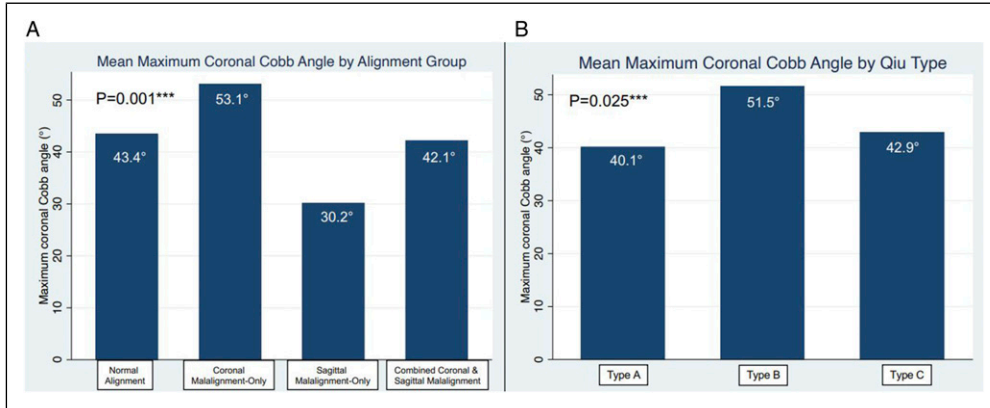 A
Mean Maximum Coronal Cobb Angle by Alignment Group
P=0.001***
Maximum coronal Cobb angle (°)
50
40
30
20
10
0
43.4°
53.1°
30.2°
42.1°
Normal
Alignment
Coronal
Malalignment-Only
Sagittal
Malalignment-Only
Combined Coronal &
Sagittal Malalignment
B
Mean Maximum Coronal Cobb Angle by Qiu Type
P=0.025***
Maximum coronal Cobb angle (°)
50
40
30
20
10
0
40.1°
51.5°
42.9°
Type A
Type B
Type C